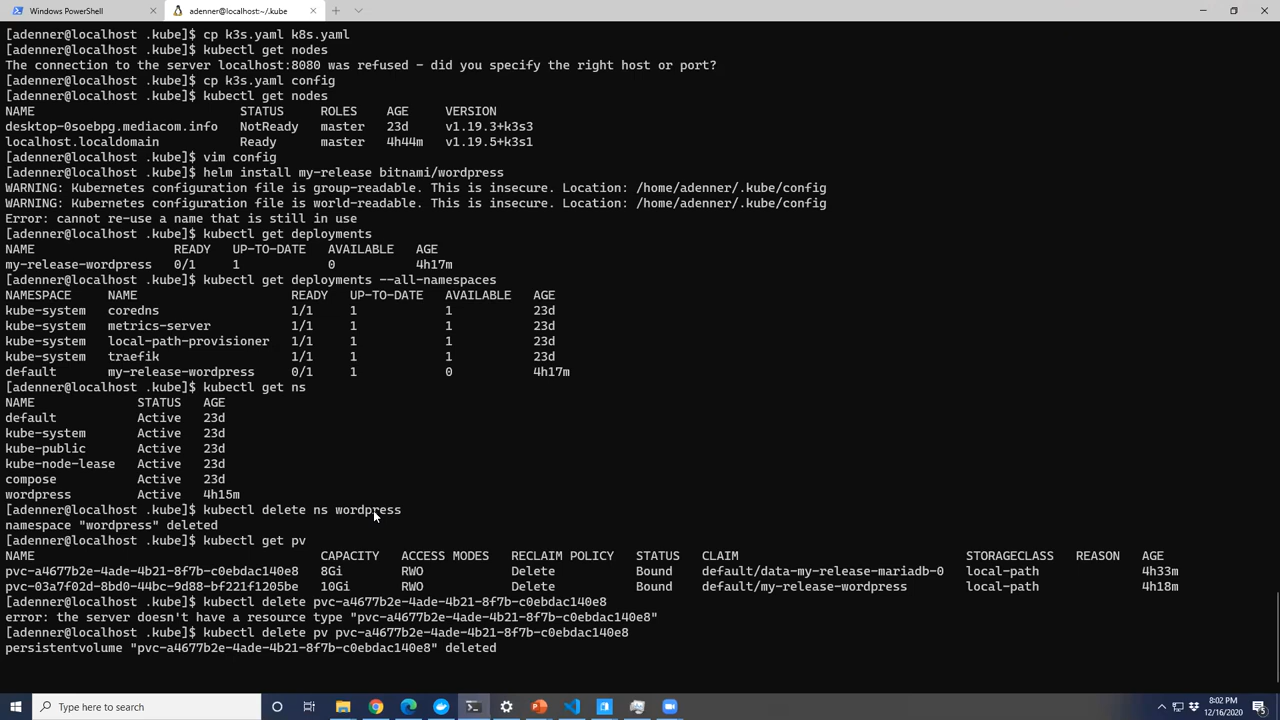 Windows PowerShell
adenner@localhost:~/.kube
[adenner@localhost .kube]$ cp k3s.yaml k8s.yaml
[adenner@localhost .kube]$ kubectl get nodes
The connection to the server localhost:8080 was refused - did you specify the right host or port?
[adenner@localhost .kube]$ cp k3s.yaml config
[adenner@localhost .kube]$ kubectl get nodes
NAME STATUS ROLES AGE VERSION
desktop-0soebpg.mediacom.info NotReady master 23d v1.19.3+k3s3
localhost.localdomain Ready master 4h44m v1.19.5+k3s1
[adenner@localhost .kube]$ vim config
[adenner@localhost .kube]$ helm install my-release bitnami/wordpress
WARNING: Kubernetes configuration file is group-readable. This is insecure. Location: /home/adenner/.kube/config
WARNING: Kubernetes configuration file is world-readable. This is insecure. Location: /home/adenner/.kube/config
Error: cannot re-use a name that is still in use
[adenner@localhost .kube]$ kubectl get deployments
NAME READY UP-TO-DATE AVAILABLE AGE
my-release-wordpress 0/1 1 0 4h17m
[adenner@localhost .kube]$ kubectl get deployments --all-namespaces
NAMESPACE NAME READY UP-TO-DATE AVAILABLE AGE
kube-system coredns 1/1 1 1 23d
kube-system metrics-server 1/1 1 1 23d
kube-system local-path-provisioner 1/1 1 1 23d
kube-system traefik 1/1 1 1 23d
default my-release-wordpress 0/1 1 0 4h17m
[adenner@localhost .kube]$ kubectl get ns
NAME STATUS AGE
default Active 23d
kube-system Active 23d
kube-public Active 23d
kube-node-lease Active 23d
compose Active 23d
wordpress Active 4h15m
[adenner@localhost .kube]$ kubectl delete ns wordpress
namespace "wordpress" deleted
[adenner@localhost .kube]$ kubectl get pv
NAME CAPACITY ACCESS MODES RECLAIM POLICY STATUS CLAIM STORAGECLASS REASON AGE
pvc-a4677b2e-4ade-4b21-8f7b-c0ebdac140e8 8Gi RWO Delete Bound default/data-my-release-mariadb-0 local-path 4h33m
pvc-03a7f02d-8bd0-44bc-9d88-bf221f1205be 10Gi RWO Delete Bound default/my-release-wordpress local-path 4h18m
[adenner@localhost .kube]$ kubectl delete pvc-a4677b2e-4ade-4b21-8f7b-c0ebdac140e8
error: the server doesn't have a resource type "pvc-a4677b2e-4ade-4b21-8f7b-c0ebdac140e8"
[adenner@localhost .kube]$ kubectl delete pv pvc-a4677b2e-4ade-4b21-8f7b-c0ebdac140e8
persistentvolume "pvc-a4677b2e-4ade-4b21-8f7b-c0ebdac140e8" deleted
Type here to search
8:02 PM
12/16/2020